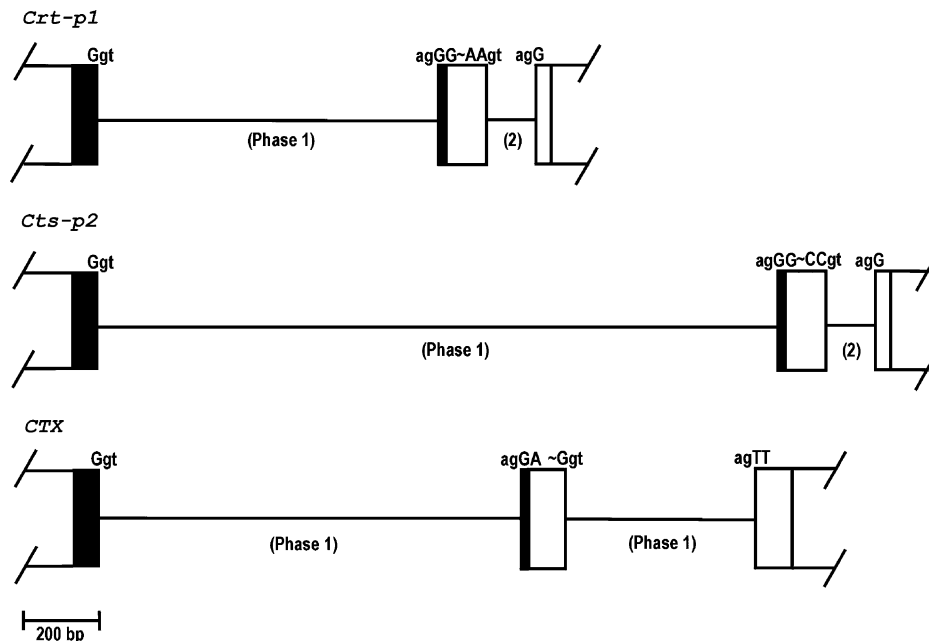 Crt-p1
Ggt agGG~AAgt agG
(Phase 1) (2)
Cts-p2
Ggt agGG~CCgt agG
(Phase 1) (2)
CTX
Ggt agGA ~Ggt agTT
(Phase 1) (Phase 1)
200 bp